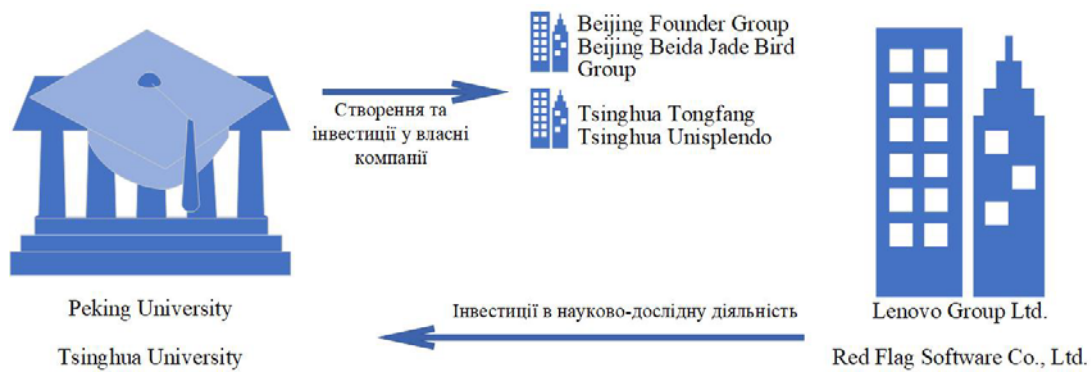 Beijing Founder Group
Beijing Beida Jade Bird
Group
Створення та
інвестиції у власні
компанії
Tsinghua Tongfang
Tsinghua Unisplendo
Peking University
Tsinghua University
Інвестиції в науково-дослідну діяльність
Lenovo Group Ltd.
Red Flag Software Co., Ltd.